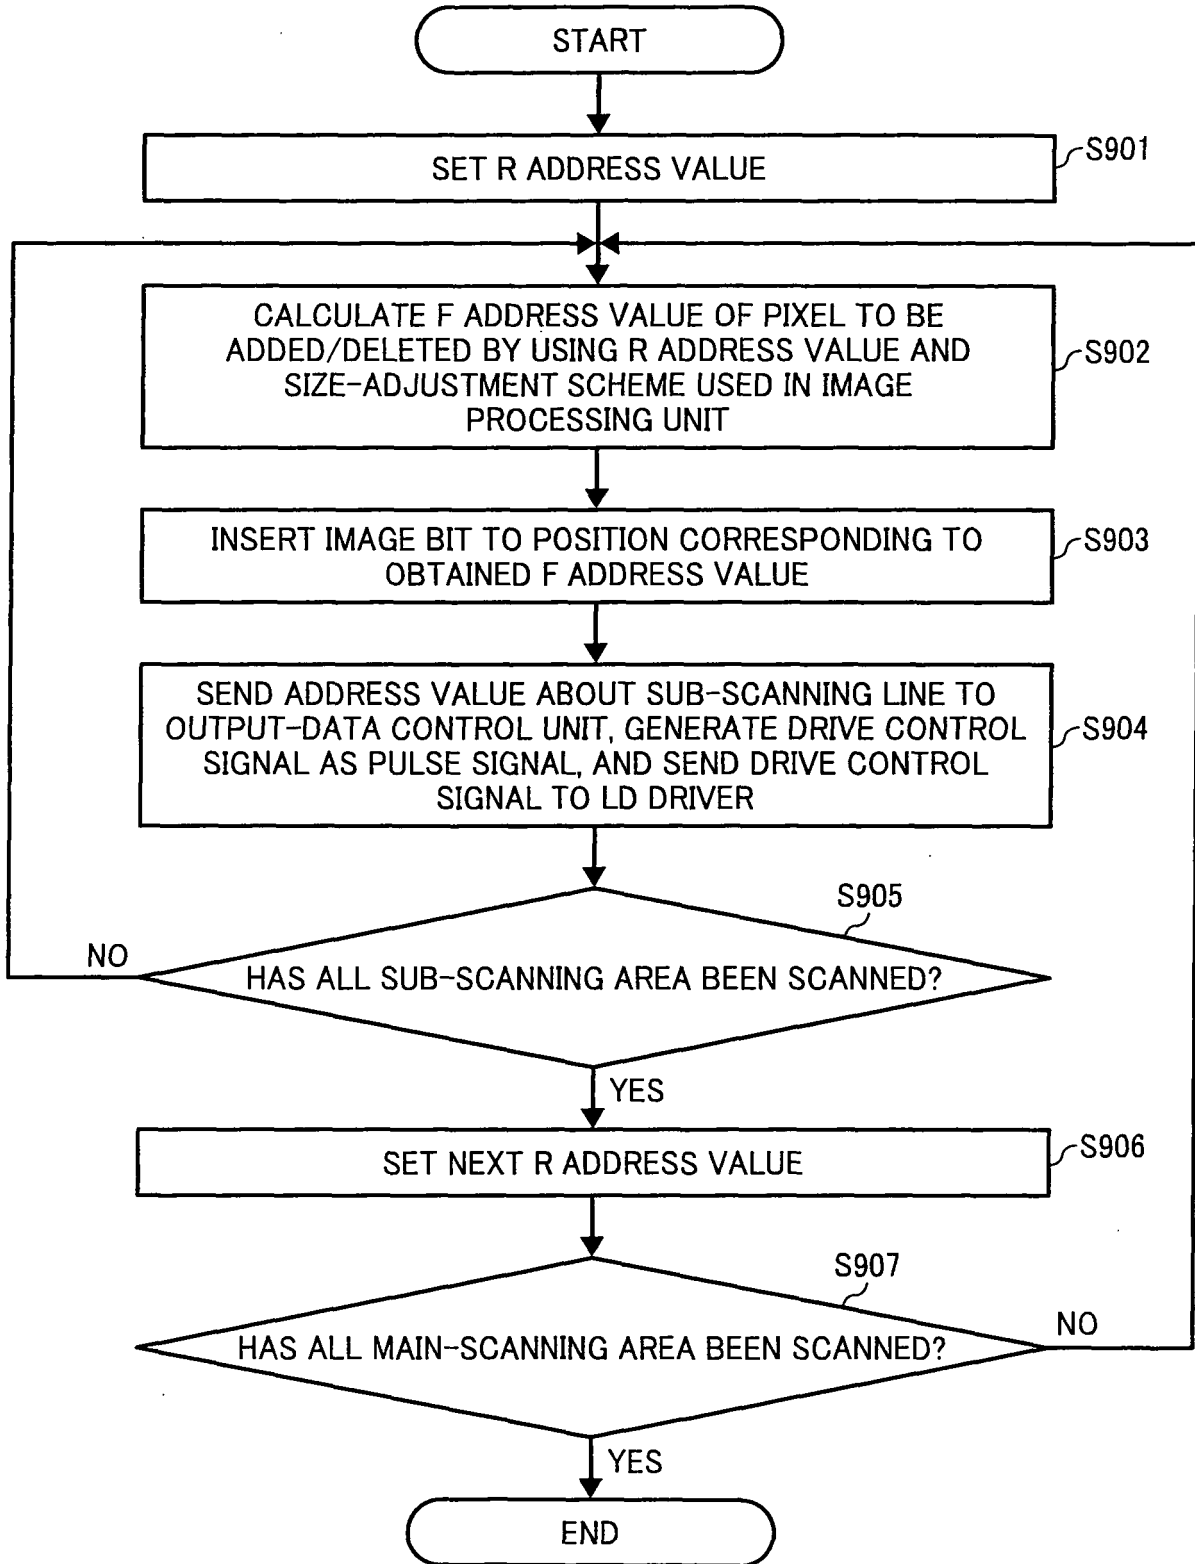 START
SET R ADDRESS VALUE
S901
CALCULATE F ADDRESS VALUE OF PIXEL TO BE
ADDED/DELETED BY USING R ADDRESS VALUE AND
SIZE-ADJUSTMENT SCHEME USED IN IMAGE
PROCESSING UNIT
S902
INSERT IMAGE BIT TO POSITION CORRESPONDING TO
OBTAINED F ADDRESS VALUE
S903
SEND ADDRESS VALUE ABOUT SUB-SCANNING LINE TO
OUTPUT-DATA CONTROL UNIT, GENERATE DRIVE CONTROL
SIGNAL AS PULSE SIGNAL, AND SEND DRIVE CONTROL
SIGNAL TO LD DRIVER
S904
S905
NO
HAS ALL SUB-SCANNING AREA BEEN SCANNED?
YES
SET NEXT R ADDRESS VALUE
S906
S907
HAS ALL MAIN-SCANNING AREA BEEN SCANNED?
NO
YES
END